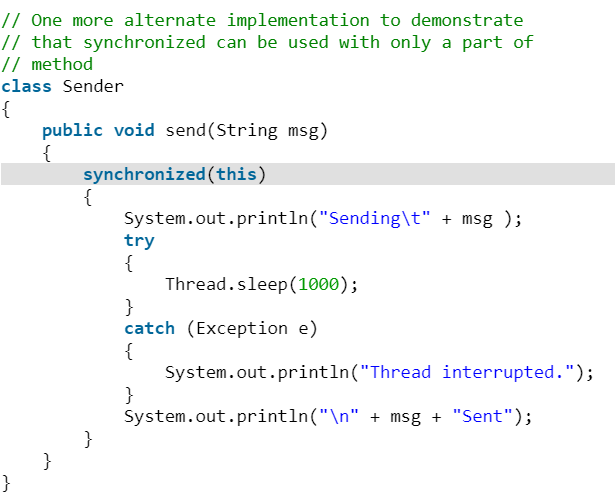 // One more alternate implementation to demonstrate
// that synchronized can be used with only a part of
// method
class Sender
{
    public void send(String msg)
    {
        synchronized(this)
        {
            System.out.println("Sending\t" + msg );
            try
            {
                Thread.sleep(1000);
            }
            catch (Exception e)
            {
                System.out.println("Thread interrupted.");
            }
            System.out.println("\n" + msg + "Sent");
        }
    }
}